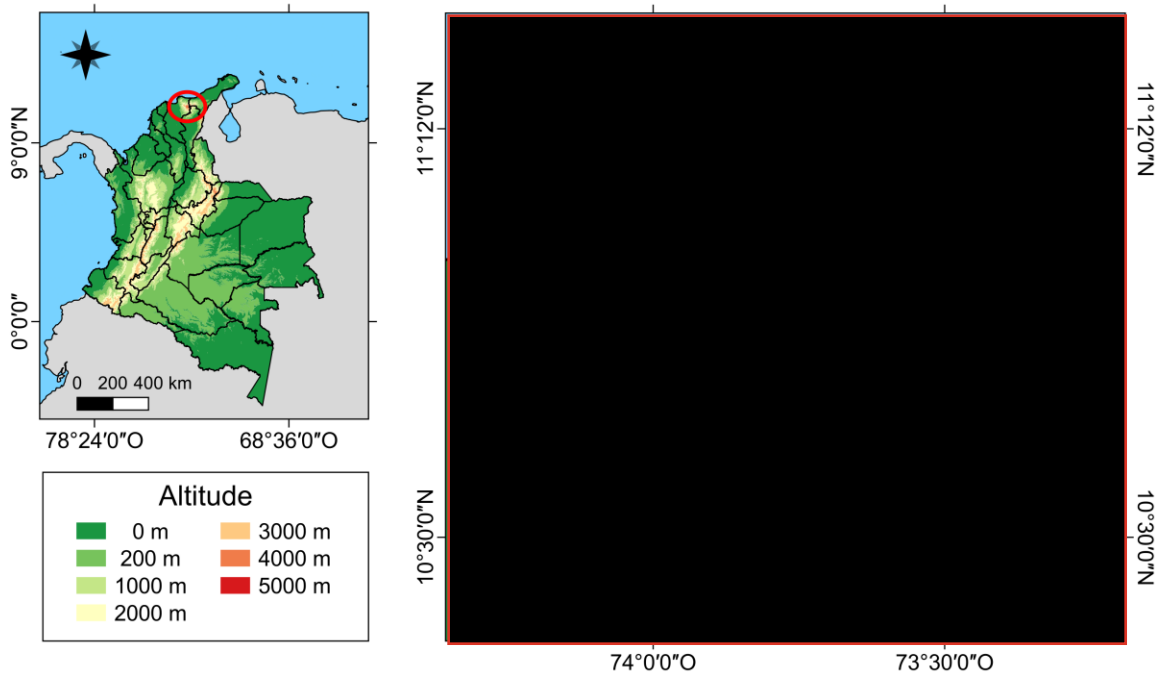 9°0′0″N
0°0′0″
0 200 400 km
78°24′0″O
68°36′0″O
Altitude
0 m
200 m
1000 m
2000 m
3000 m
4000 m
5000 m
11°12′0″N
11°12′0″N
10°30′0″N
10°30′0″N
74°0′0″O
73°30′0″O